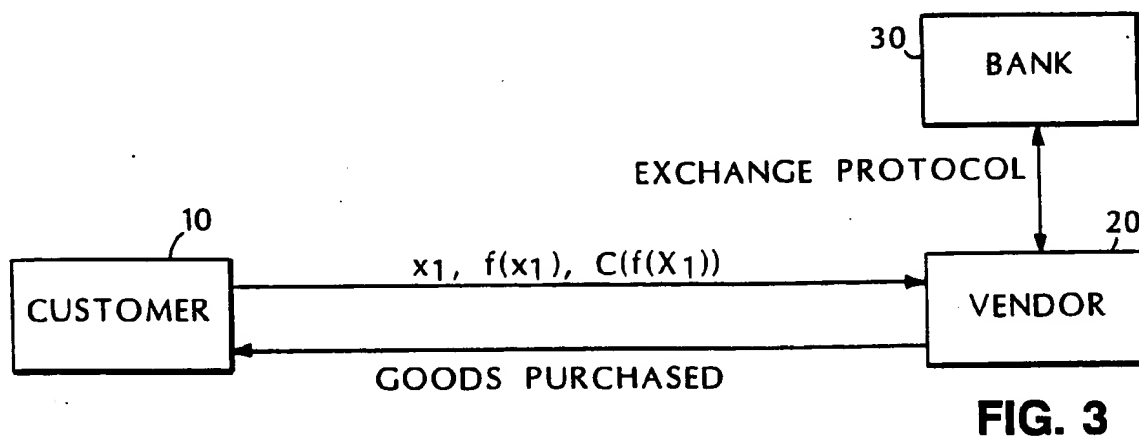 30
BANK
EXCHANGE PROTOCOL
10
20
x1, f(x1), C(f(X1))
CUSTOMER
VENDOR
GOODS PURCHASED
FIG. 3